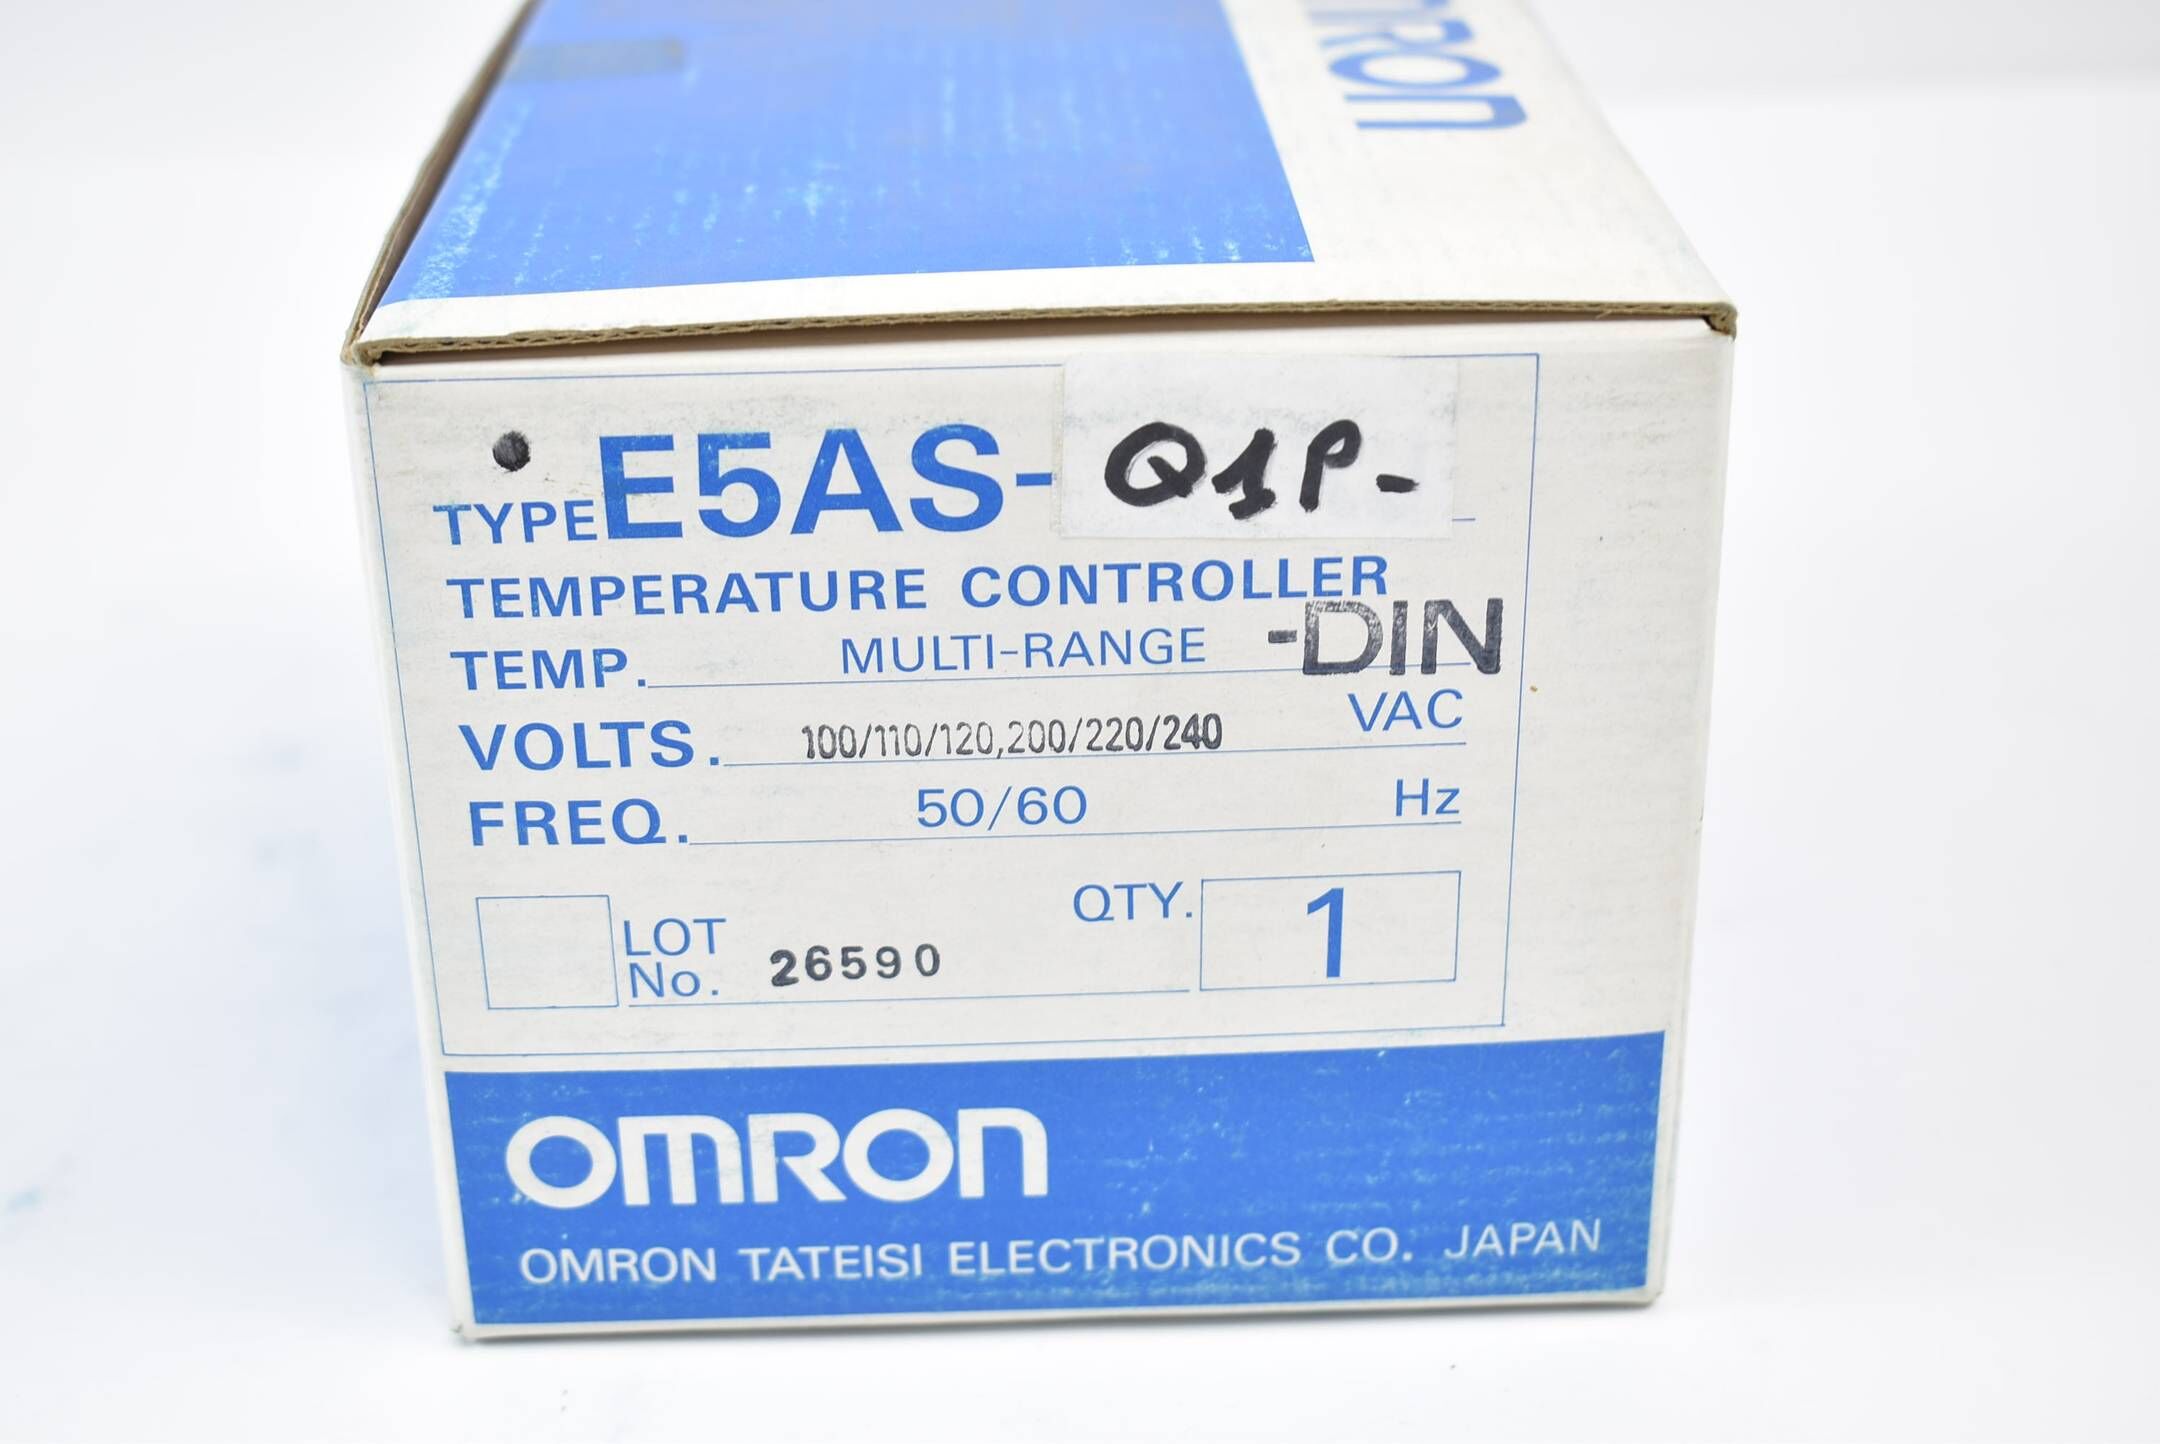 OMRON
TYPE E5AS- Q1P-
TEMPERATURE CONTROLLER
TEMP. MULTI-RANGE -DIN
VOLTS. 100/110/120,200/220/240 VAC
FREQ. 50/60 Hz
LOT No. 26590 QTY. 1
OMRON
OMRON TATEISI ELECTRONICS CO. JAPAN